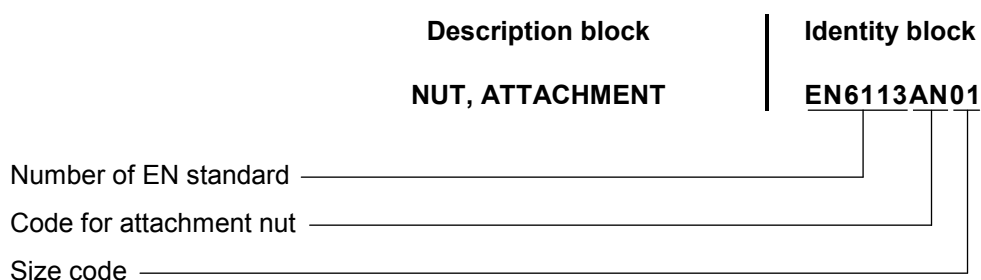 Description block Identity block
NUT, ATTACHMENT EN6113AN01
Number of EN standard
Code for attachment nut
Size code